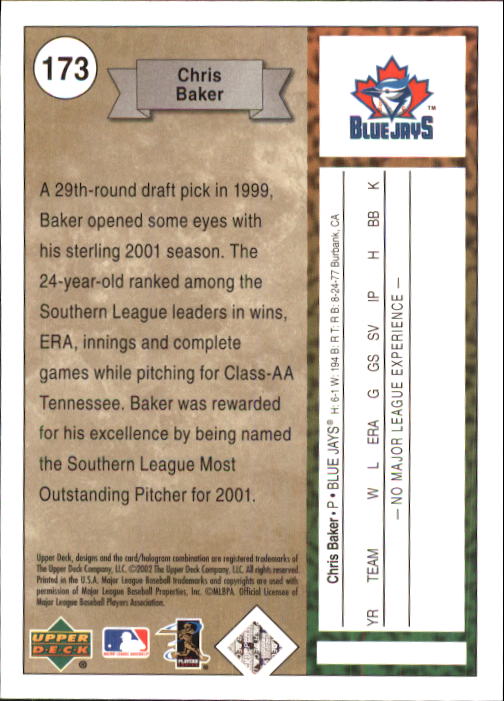 173
Chris
Baker
A 29th-round draft pick in 1999,
Baker opened some eyes with
his sterling 2001 season. The
24-year-old ranked among the
Southern League leaders in wins,
ERA, innings and complete
games while pitching for Class-AA
Tennessee. Baker was rewarded
for his excellence by being named
the Southern League Most
Outstanding Pitcher for 2001.
Upper Deck, designs and the card/hologram combination are registered trademarks of
The Upper Deck Company, LLC. ©2002 The Upper Deck Company, LLC. All rights reserved.
Printed in the U.S.A. Major League Baseball trademarks and copyrights are used with
permission of Major League Baseball Properties, Inc. ©MLBPA. Official Licensee of
Major League Baseball Players Association.
UPPER
DECK ®
MAJOR LEAGUE BASEBALL®
PLAYERS
BLUE JAYS ™
Chris Baker • P • BLUE JAYS® H: 6-1 W: 194 B: R T: R B: 8-24-77 Burbank, CA
YR TEAM W L ERA G GS SV IP H BB K
— NO MAJOR LEAGUE EXPERIENCE —